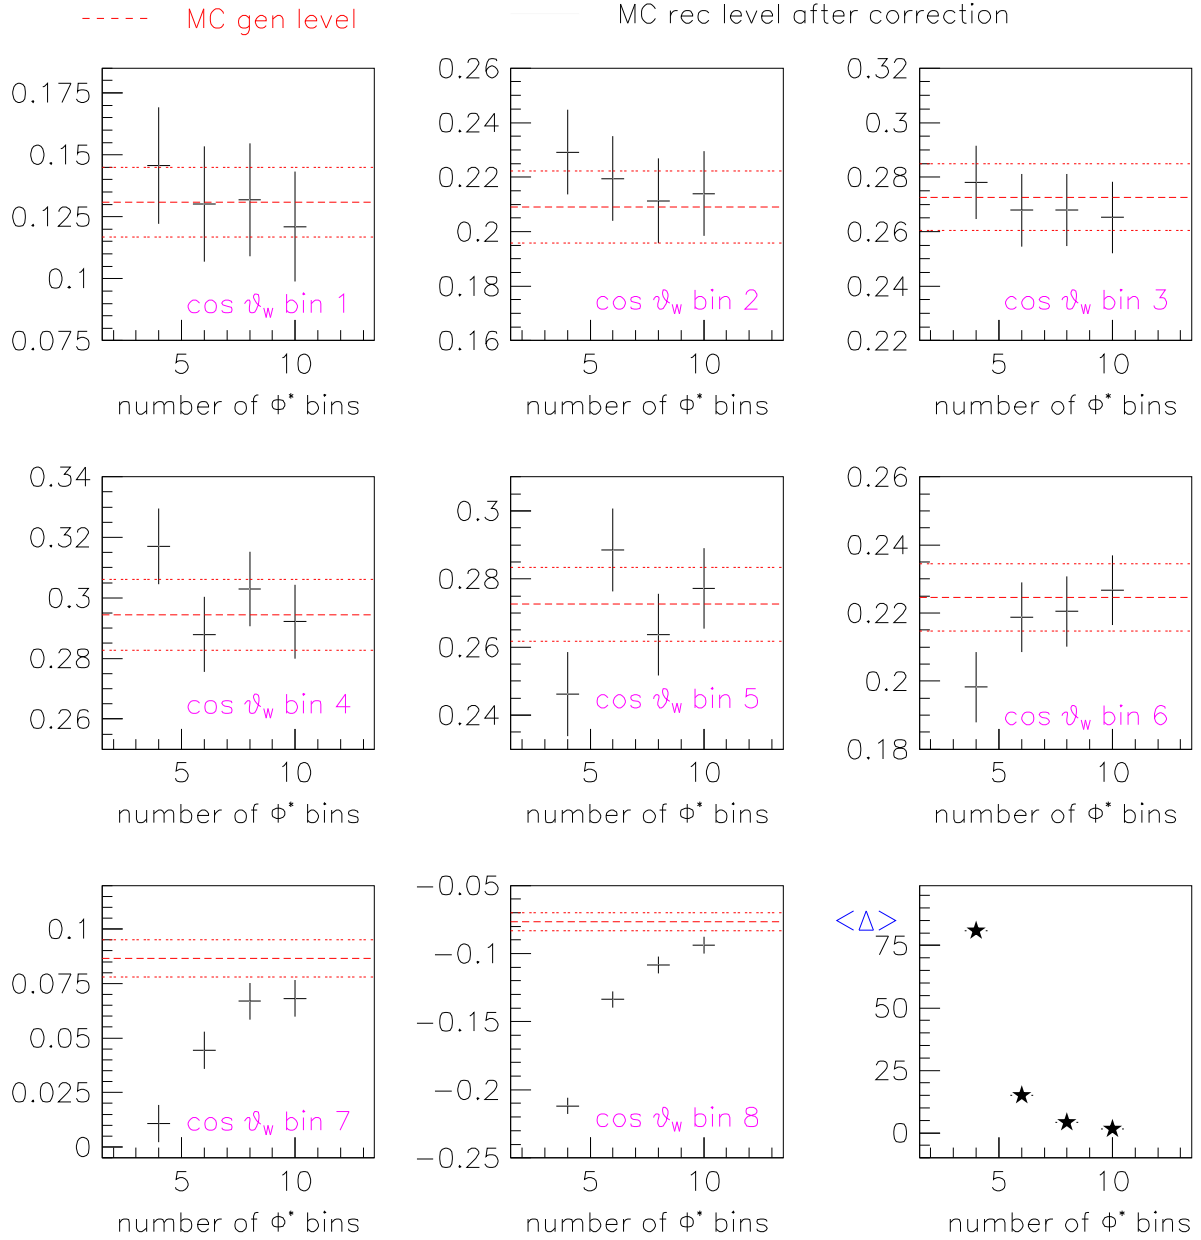 MC gen level MC rec level after correction
0.175
0.15
0.125
0.1
0.075
cos ϑw bin 1
5 10
number of Φ* bins
0.26
0.24
0.22
0.2
0.18
0.16
cos ϑw bin 2
5 10
number of Φ* bins
0.32
0.3
0.28
0.26
0.24
0.22
cos ϑw bin 3
5 10
number of Φ* bins
0.34
0.32
0.3
0.28
0.26
cos ϑw bin 4
5 10
number of Φ* bins
0.3
0.28
0.26
0.24
cos ϑw bin 5
5 10
number of Φ* bins
0.26
0.24
0.22
0.2
0.18
cos ϑw bin 6
5 10
number of Φ* bins
0.1
0.075
0.05
0.025
0
cos ϑw bin 7
5 10
number of Φ* bins
−0.05
−0.1
−0.15
−0.2
−0.25
cos ϑw bin 8
5 10
number of Φ* bins
<Δ>
75
50
25
0
5 10
number of Φ* bins